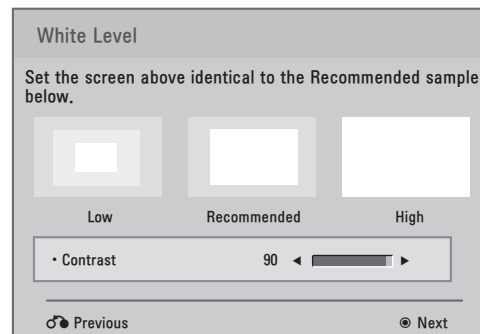 White Level
Set the screen above identical to the Recommended sample
below.
Low Recommended High
• Contrast 90 ◄ ►
Previous ◉ Next